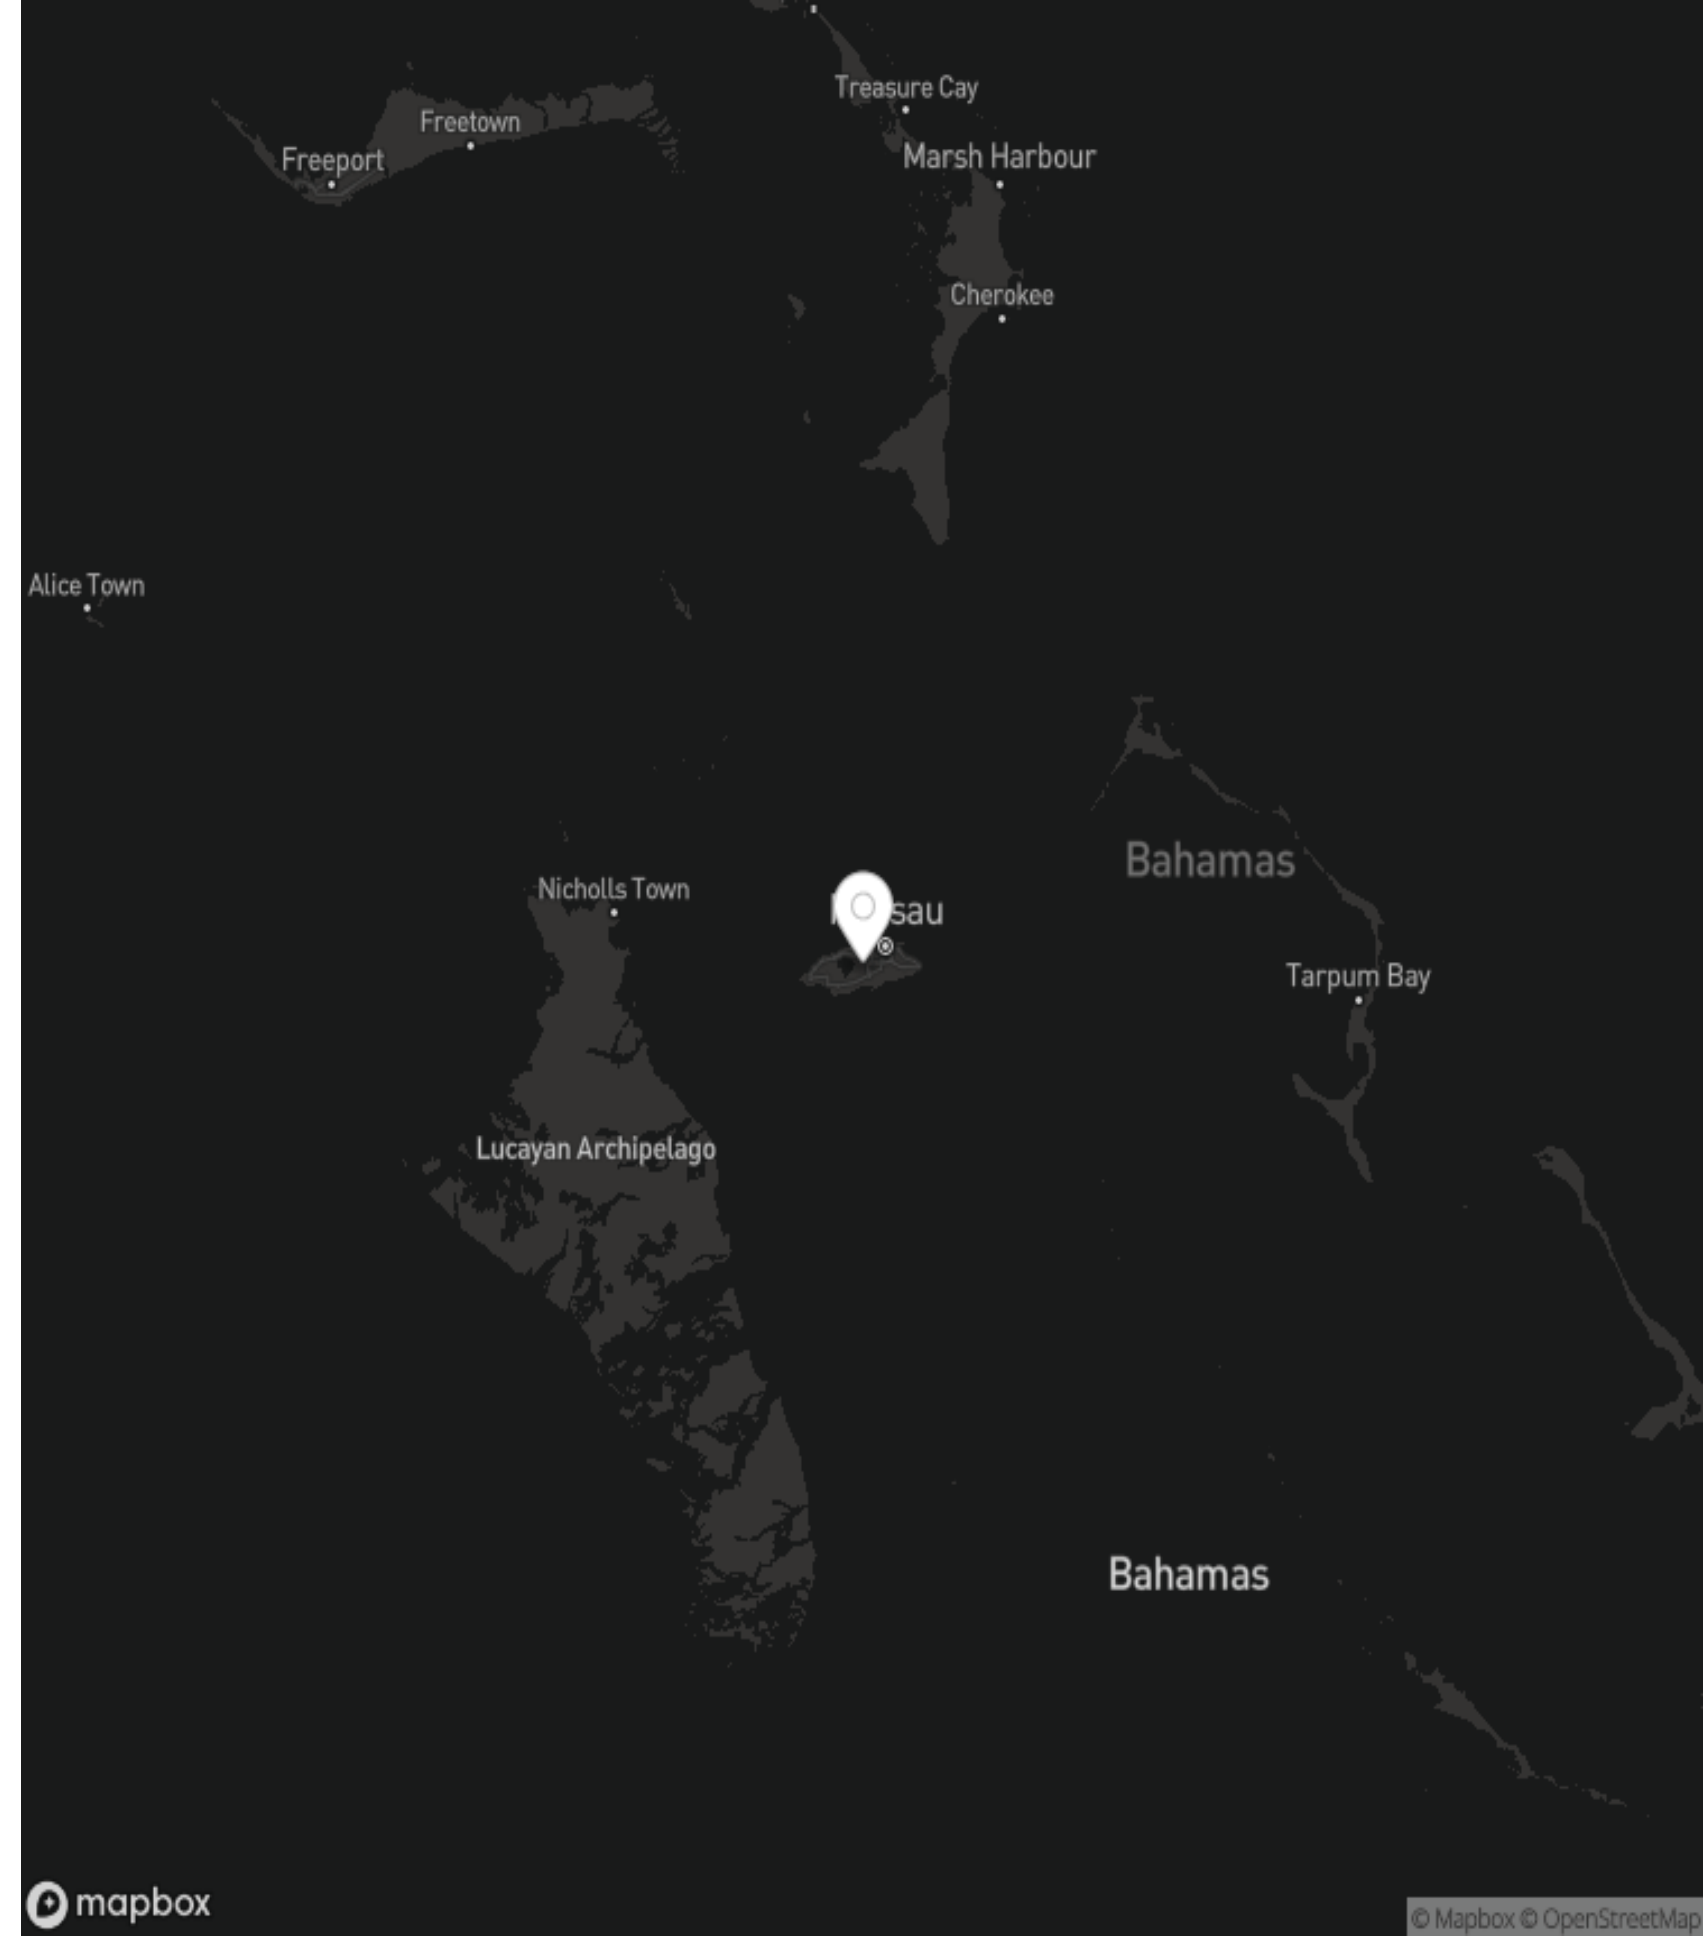 Treasure Cay
Freetown
Marsh Harbour
Freeport
Cherokee
Alice Town
Bahamas
Nicholls Town
Tarpum Bay
Lucayan Archipelago
Bahamas
mapbox
© Mapbox © OpenStreetMap